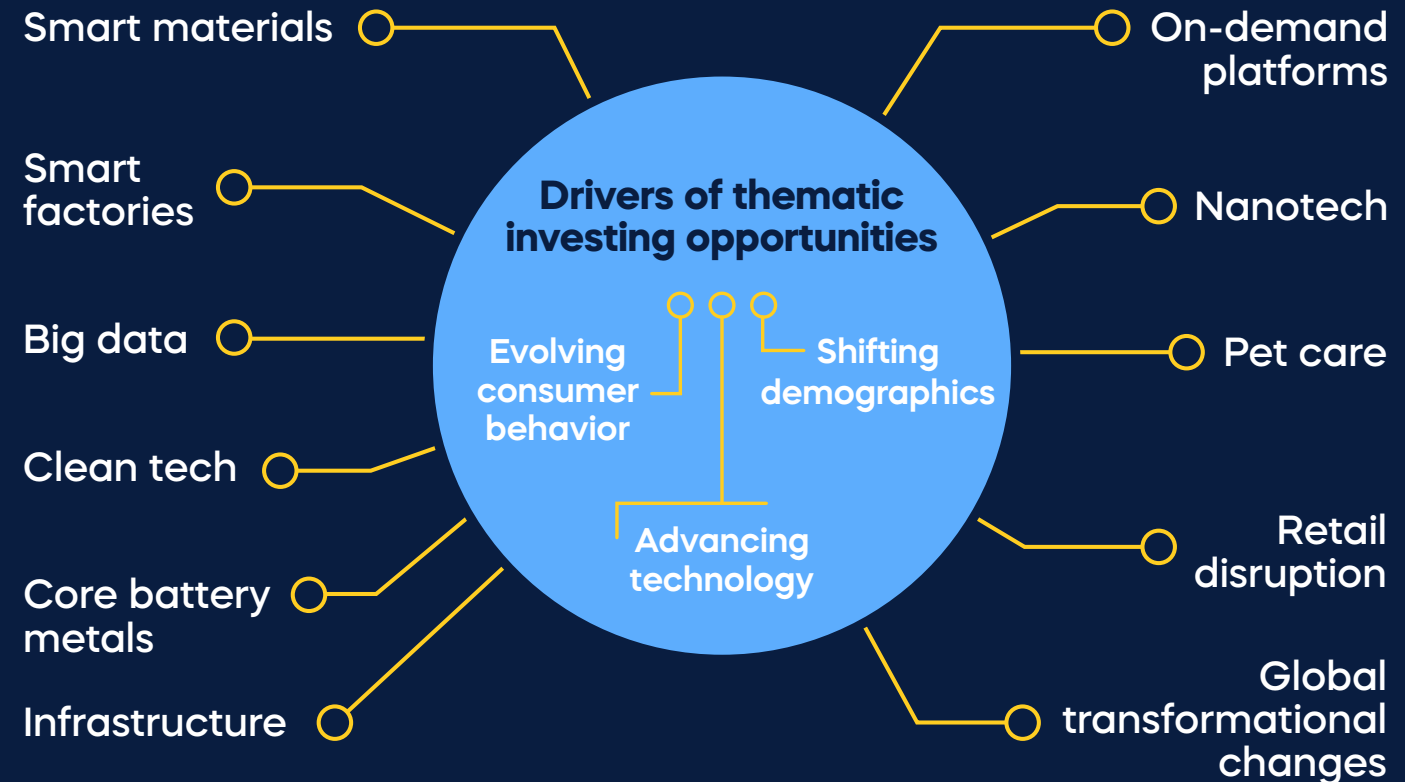 Smart materials
Smart
factories
Big data
Clean tech
Core battery
metals
Infrastructure
Drivers of thematic
investing opportunities
Evolving
consumer
behavior
Shifting
demographics
Advancing
technology
On-demand
platforms
Nanotech
Pet care
Retail
disruption
Global
transformational
changes